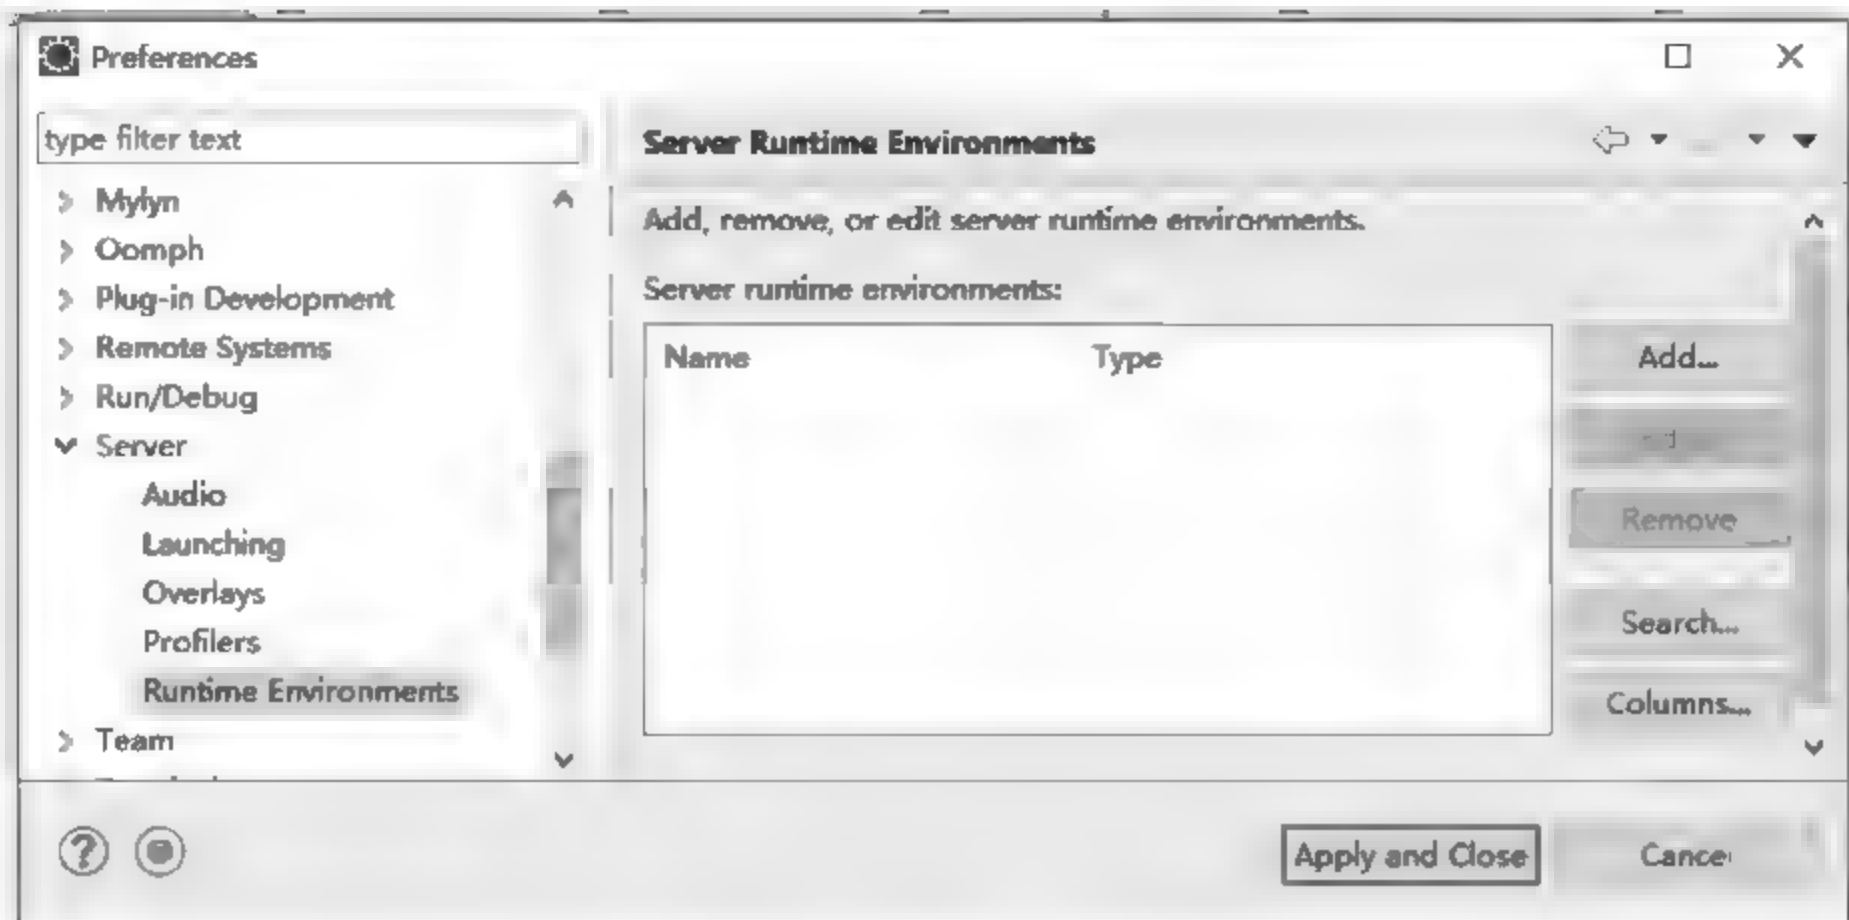 Preferences
type filter text
Mylyn
Oomph
Plug-in Development
Remote Systems
Run/Debug
Server
Audio
Launching
Overlays
Profilers
Runtime Environments
Team
Server Runtime Environments
Add, remove, or edit server runtime environments.
Server runtime environments:
Name Type
Add...
Remove
Search...
Columns...
Apply and Close